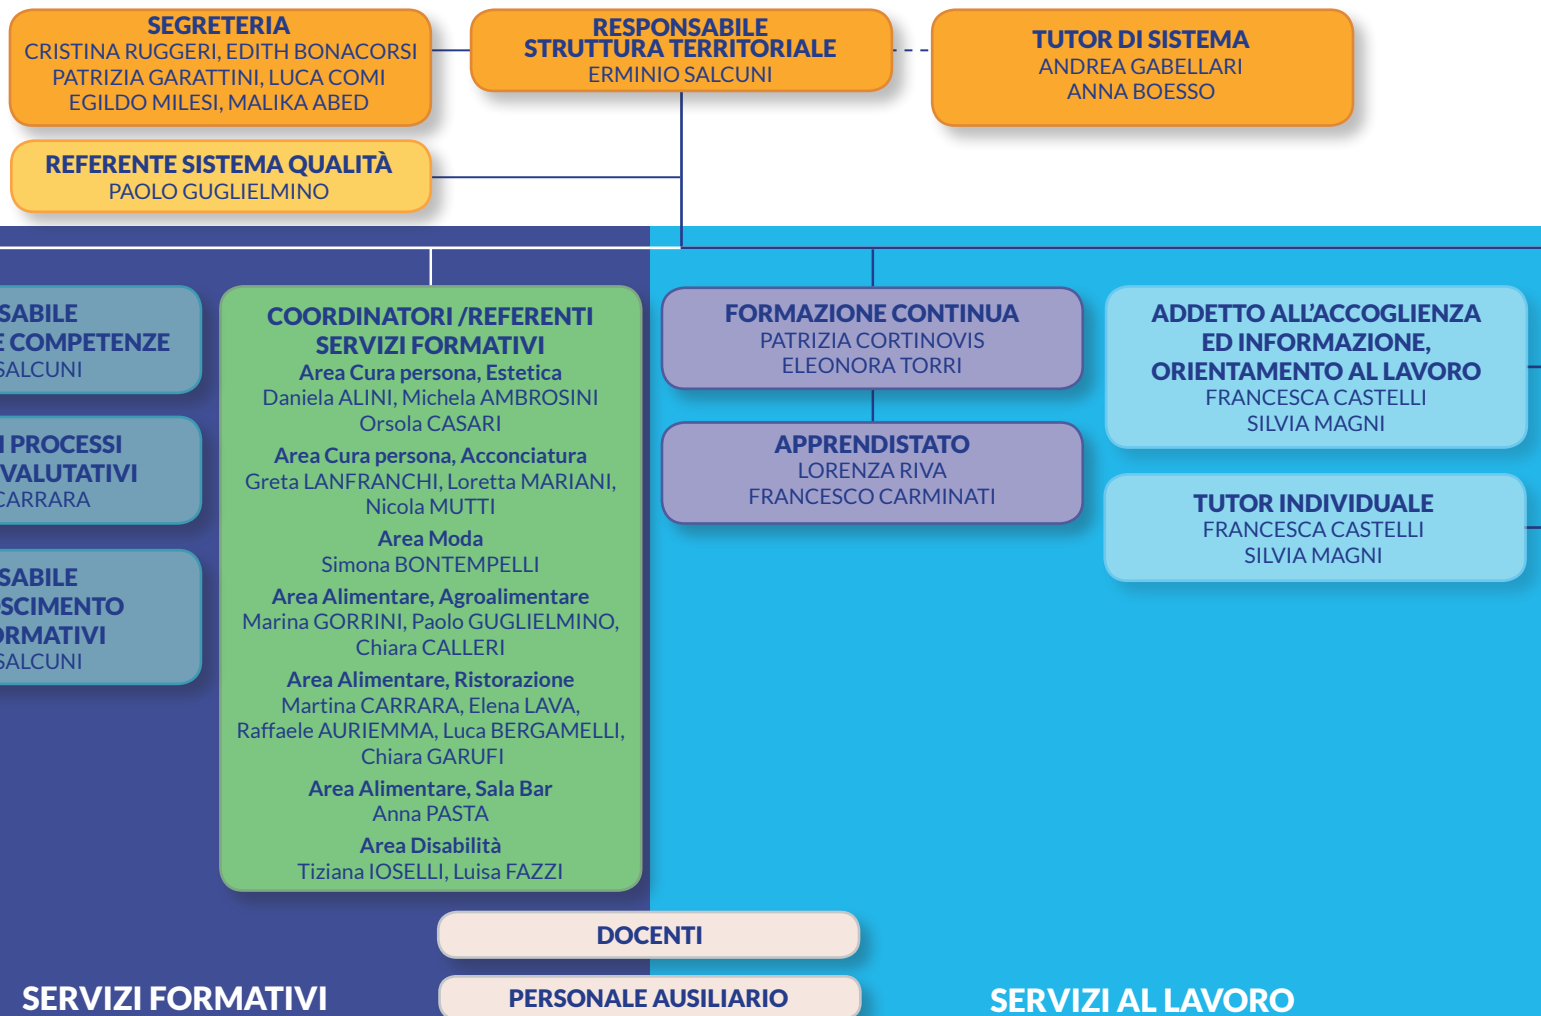 SEGRETERIA
CRISTINA RUGGERI, EDITH BONACORSI
PATRIZIA GARATTINI, LUCA COMI
EGILDO MILESI, MALIKA ABED
RESPONSABILE
STRUTTURA TERRITORIALE
ERMINIO SALCUNI
TUTOR DI SISTEMA
ANDREA GABELLARI
ANNA BOESSO
REFERENTE SISTEMA QUALITÀ
PAOLO GUGLIELMINO
COMPETENZE
SALCUNI
PROCESSI
VALUTATIVI
CARRARA
SALCUNI
COORDINATORI /REFERENTI
SERVIZI FORMATIVI
Area Cura persona, Estetica
Daniela ALINI, Michela AMBROSINI
Orsola CASARI
Area Cura persona, Acconciatura
Greta LANFRANCHI, Loretta MARIANI,
Nicola MUTTI
Area Moda
Simona BONTEMPELLI
Area Alimentare, Agroalimentare
Marina GORRINI, Paolo GUGLIELMINO,
Chiara CALLERI
Area Alimentare, Ristorazione
Martina CARRARA, Elena LAVA,
Raffaele AURIEMMA, Luca BERGAMELLI,
Chiara GARUFI
Area Alimentare, Sala Bar
Anna PASTA
Area Disabilità
Tiziana IOSELLI, Luisa FAZZI
FORMAZIONE CONTINUA
PATRIZIA CORTINOVIS
ELEONORA TORRI
APPRENDISTATO
LORENZA RIVA
FRANCESCO CARMINATI
ADDETTO ALL'ACCOGLIENZA
ED INFORMAZIONE,
ORIENTAMENTO AL LAVORO
FRANCESCA CASTELLI
SILVIA MAGNI
TUTOR INDIVIDUALE
FRANCESCA CASTELLI
SILVIA MAGNI
DOCENTI
PERSONALE AUSILIARIO
SERVIZI FORMATIVI
SERVIZI AL LAVORO